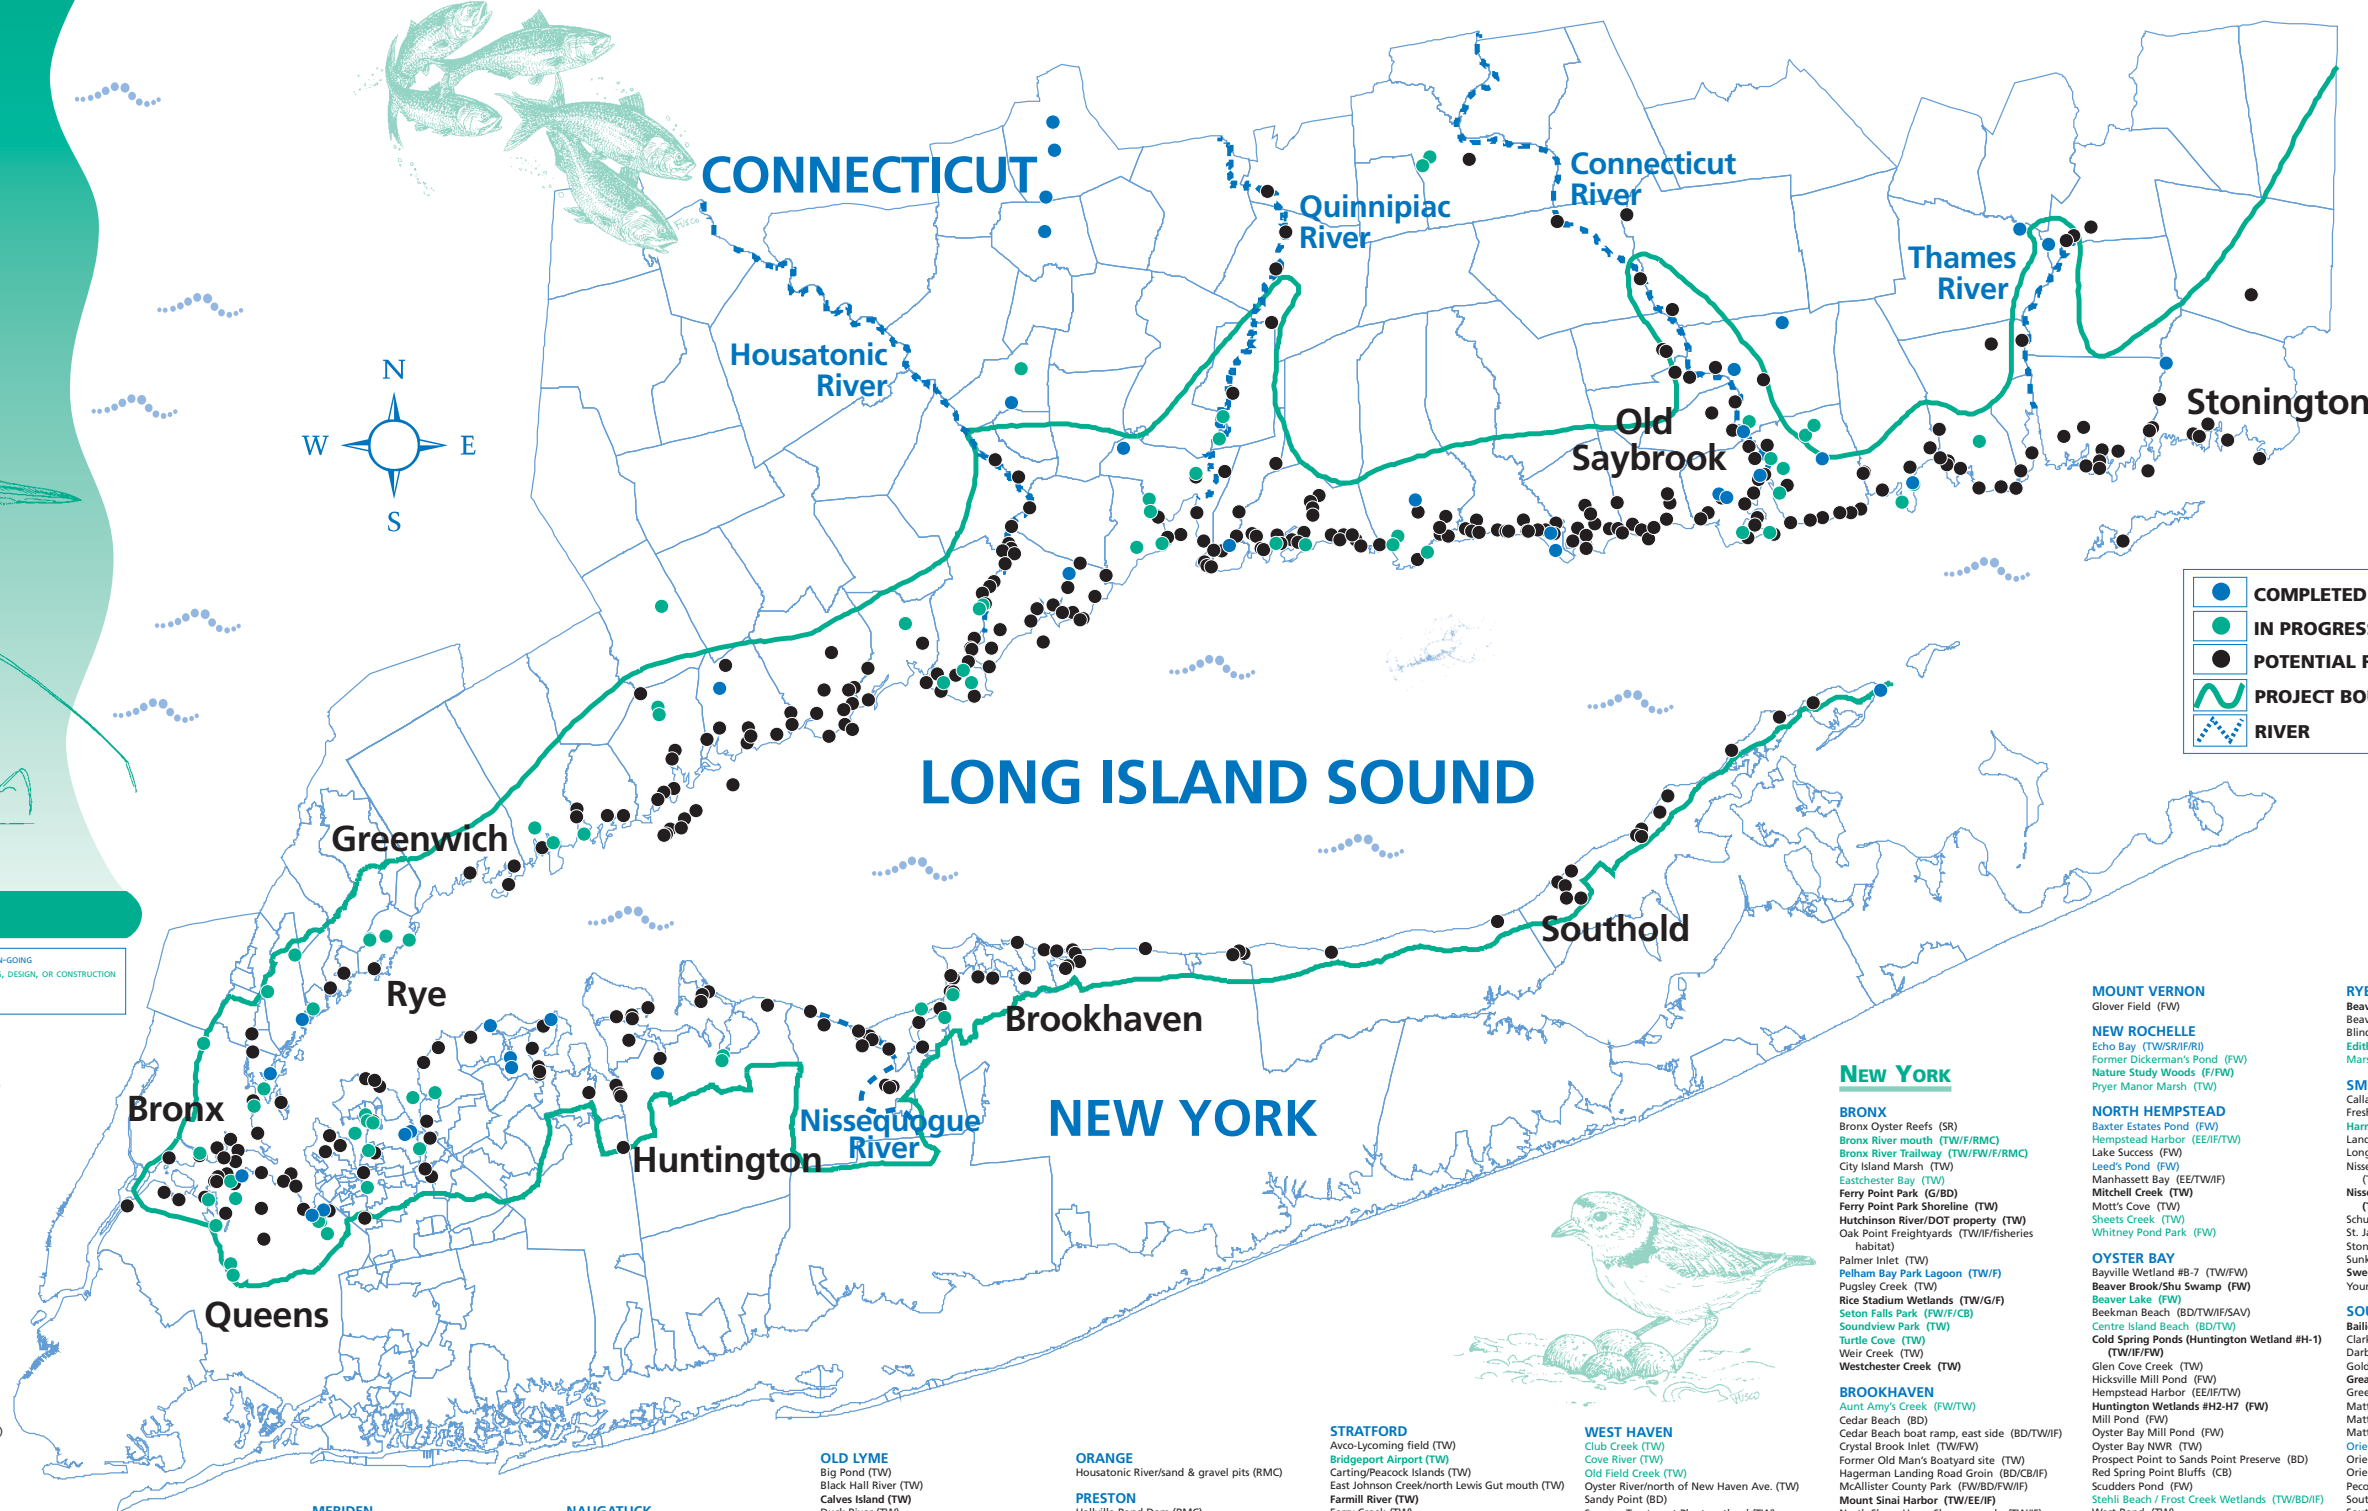 CONNECTICUT
Quinnipiac
River
Connecticut
River
Thames
River
Housatonic
River
N
W
E
S
Old
Saybrook
Stonington
COMPLETED
IN PROGRESS
POTENTIAL
PROJECT
RIVER
LONG ISLAND SOUND
Greenwich
Rye
Southold
Brookhaven
NEW YORK
Nissequogue
River
Huntington
Bronx
Queens
, DESIGN, OR CONSTRUCTION
NEW YORK
BRONX
Bronx Oyster Reefs (SR)
Bronx River mouth (TW/F/RMC)
Bronx River Trailway (TW/FW/F/RMC)
City Island Marsh (TW)
Eastchester Bay (TW)
Ferry Point Park (G/BD)
Ferry Point Park Shoreline (TW)
Hutchinson River/DOT property (TW)
Oak Point Freightyards (TW/IF/fisheries
habitat)
Palmer Inlet (TW)
Pelham Bay Park Lagoon (TW/F)
Pugsley Creek (TW)
Rice Stadium Wetlands (TW/G/F)
Seton Falls Park (FW/F/CB)
Soundview Park (TW)
Turtle Cove (TW)
Weir Creek (TW)
Westchester Creek (TW)
BROOKHAVEN
Aunt Amy's Creek (FW/TW)
Cedar Beach (BD)
Cedar Beach boat ramp, east side (BD/TW/IF)
Crystal Brook Inlet (TW/FW)
Former Old Man's Boatyard site (TW)
Hagerman Landing Road Groin (BD/CB/IF)
McAllister County Park (FW/BD/FW/IF)
Mount Sinai Harbor (TW/EE/IF)
MOUNT VERNON
Glover Field (FW)
NEW ROCHELLE
Echo Bay (TW/SR/IF/RI)
Former Dickerman's Pond (FW)
Nature Study Woods (F/FW)
Pryer Manor Marsh (TW)
NORTH HEMPSTEAD
Baxter Estates Pond (FW)
Hempstead Harbor (EE/IF/TW)
Lake Success (FW)
Leed's Pond (FW)
Manhassett Bay (EE/TW/IF)
Mitchell Creek (TW)
Mott's Cove (TW)
Sheets Creek (TW)
Whitney Pond Park (FW)
OYSTER BAY
Bayville Wetland #B-7 (TW/FW)
Beaver Brook/Shu Swamp (FW)
Beaver Lake (FW)
Beekman Beach (BD/TW/IF/SAV)
Centre Island Beach (BD/TW)
Cold Spring Ponds (Huntington Wetland #H-1)
(TW/IF/FW)
Glen Cove Creek (TW)
Hicksville Mill Pond (FW)
Hempstead Harbor (EE/IF/TW)
Huntington Wetlands #H2-H7 (FW)
Mill Pond (FW)
Oyster Bay Mill Pond (FW)
Oyster Bay NWR (TW)
Prospect Point to Sands Point Preserve (BD)
Red Spring Point Bluffs (CB)
Scudders Pond (FW)
Stehli Beach / Frost Creek Wetlands (TW/BD/IF)
MERIDEN
NAUGATUCK
OLD LYME
Big Pond (TW)
Black Hall River (TW)
Calves Island (TW)
ORANGE
Housatonic River/sand & gravel pits (RMC)
PRESTON
STRATFORD
Avco-Lycoming field (TW)
Bridgeport Airport (TW)
Carting/Peacock Islands (TW)
East Johnson Creek/north Lewis Gut mouth (TW)
Farmill River (TW)
WEST HAVEN
Club Creek (TW)
Cove River (TW)
Old Field Creek (TW)
Oyster River/north of New Haven Ave. (TW)
Sandy Point (BD)